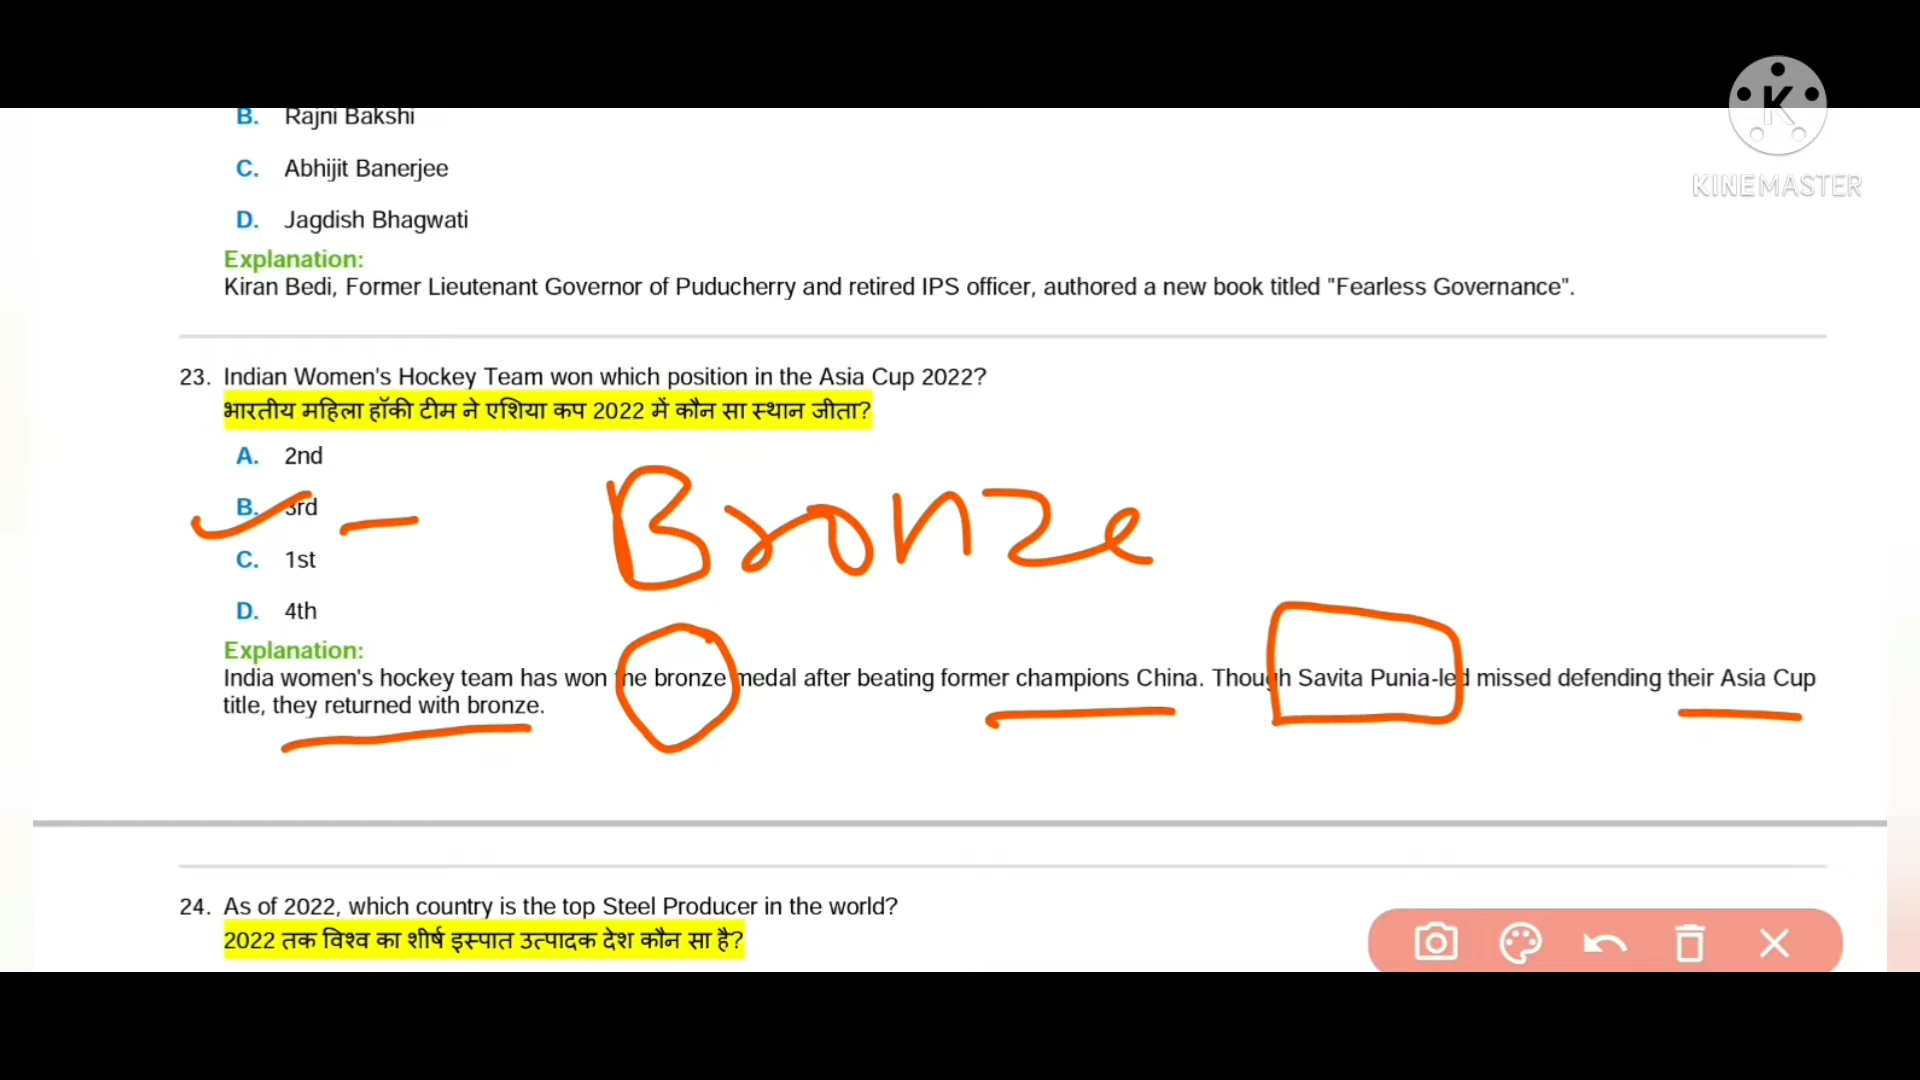 B. Rajni Bakshi
KINEMASTER
C. Abhijit Banerjee
D. Jagdish Bhagwati
Explanation:
Kiran Bedi, Former Lieutenant Governor of Puducherry and retired IPS officer, authored a new book titled "Fearless Governance".
23. Indian Women's Hockey Team won which position in the Asia Cup 2022?
भारतीय महिला हॉकी टीम ने एशिया कप 2022 में कौन सा स्थान जीता?
A. 2nd
B. 3rd
Bronze
C. 1st
D. 4th
Explanation:
India women's hockey team has won the bronze medal after beating former champions China. Though Savita Punia-led missed defending their Asia Cup
title, they returned with bronze.
24. As of 2022, which country is the top Steel Producer in the world?
2022 तक विश्व का शीर्ष इस्पात उत्पादक देश कौन सा है?